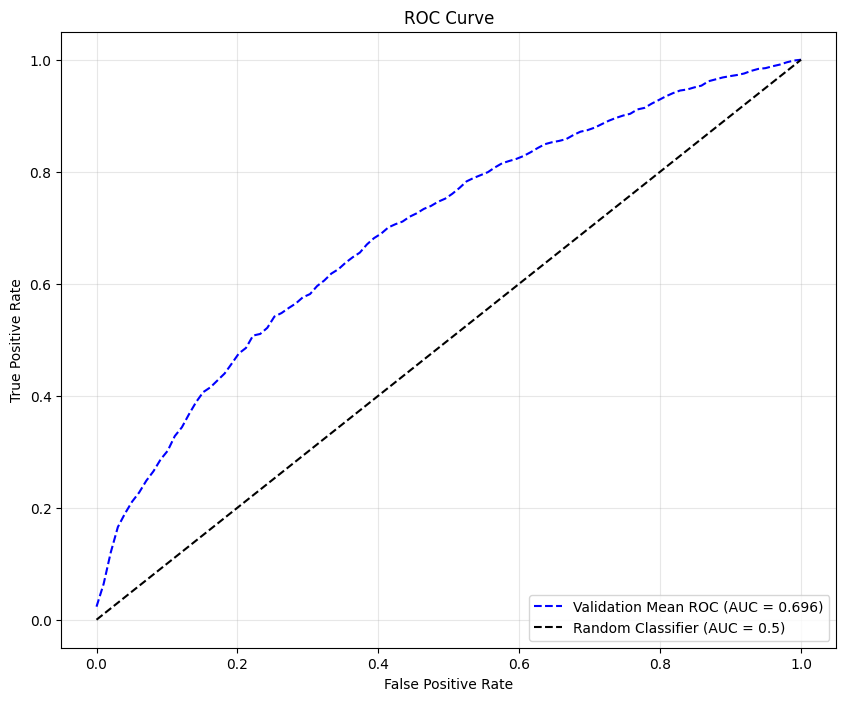 ROC Curve
True Positive Rate
1.0
0.8
0.6
0.4
0.2
0.0
Validation Mean ROC (AUC = 0.696)
Random Classifier (AUC = 0.5)
0.0 0.2 0.4 0.6 0.8 1.0
False Positive Rate